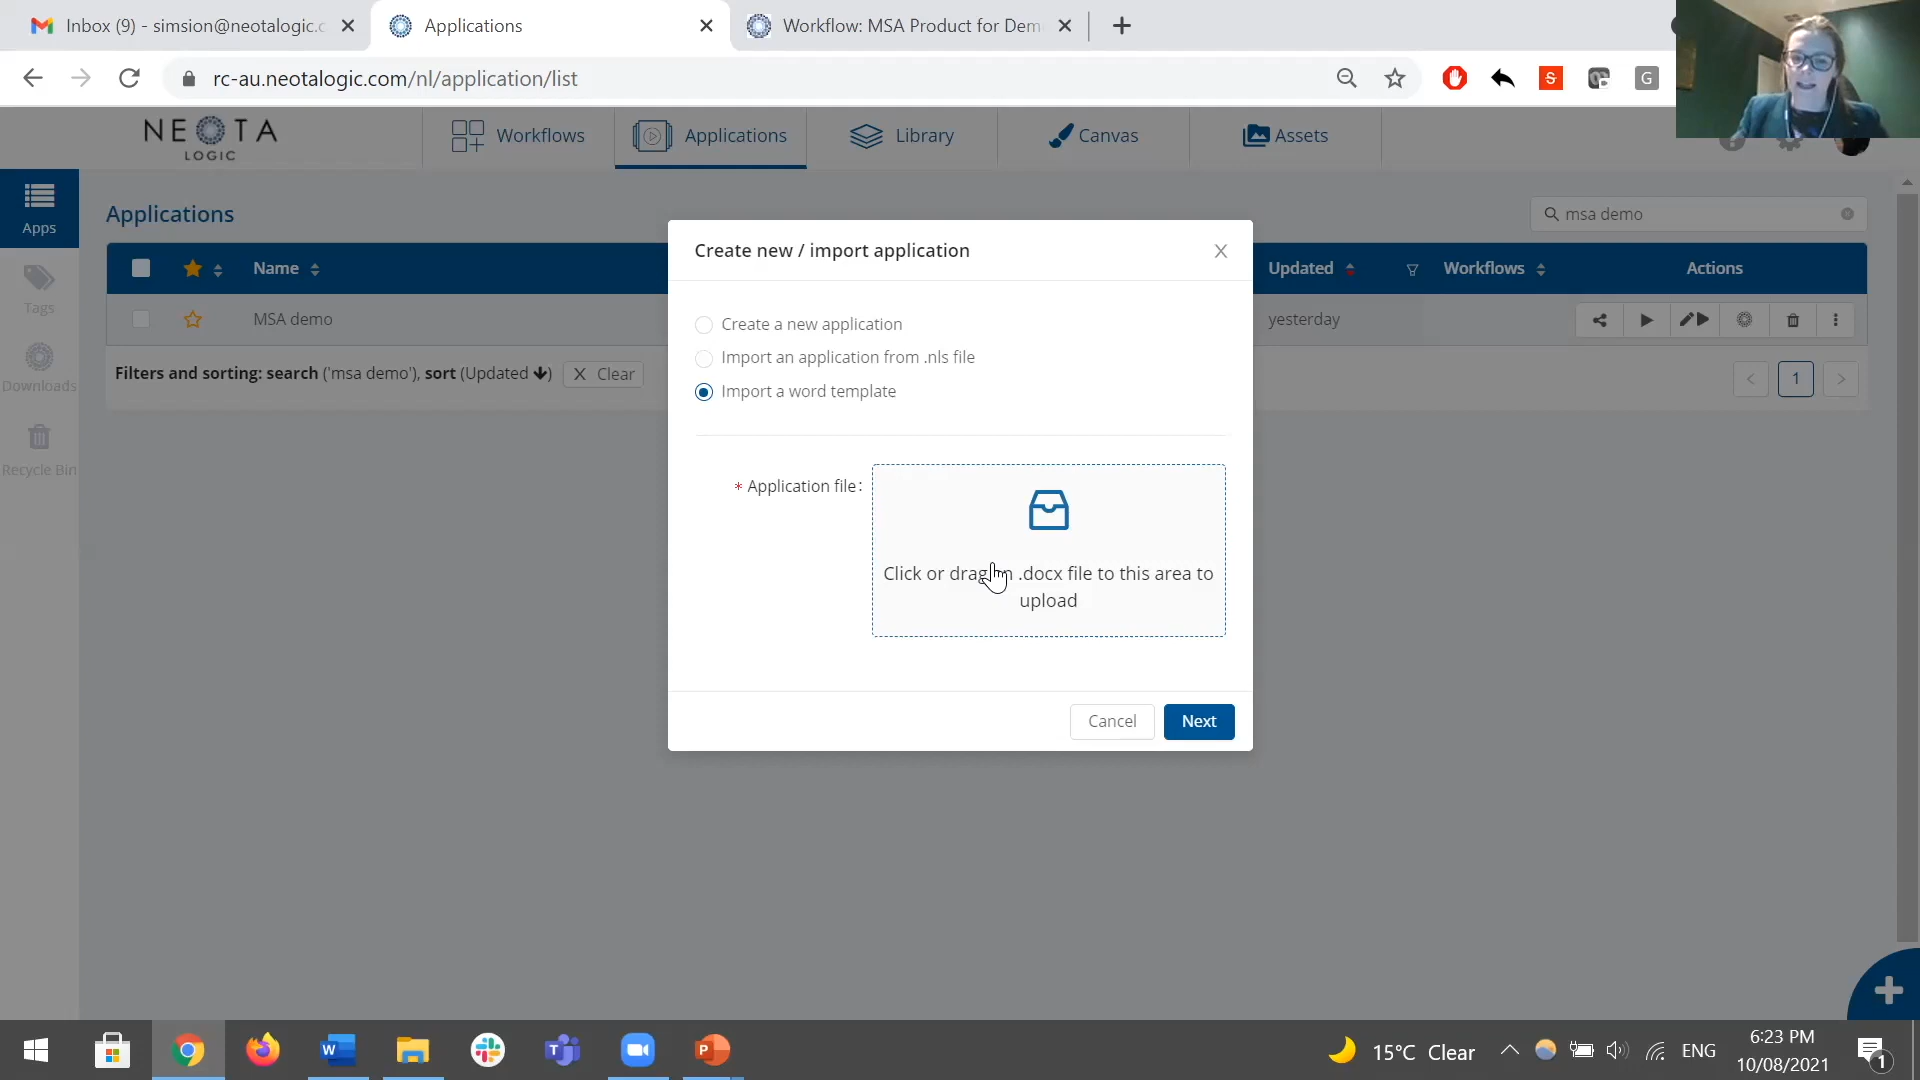 Inbox (9) - simsion@neotalogic.c
Applications
Workflow: MSA Product for Dem
rc-au.neotalogic.com/nl/application/list
S
G
NEOTA
LOGIC
Workflows
Applications
Library
Canvas
Assets
Apps
Tags
Downloads
Recycle Bin
Applications
msa demo
Name
Updated
Workflows
Actions
MSA demo
yesterday
Filters and sorting: search ('msa demo'), sort (Updated ↓)
X Clear
< 1 >
Create new / import application
X
Create a new application
Import an application from .nls file
Import a word template
* Application file:
Click or drag .docx file to this area to
upload
Cancel
Next
15°C Clear
ENG
6:23 PM
10/08/2021
1